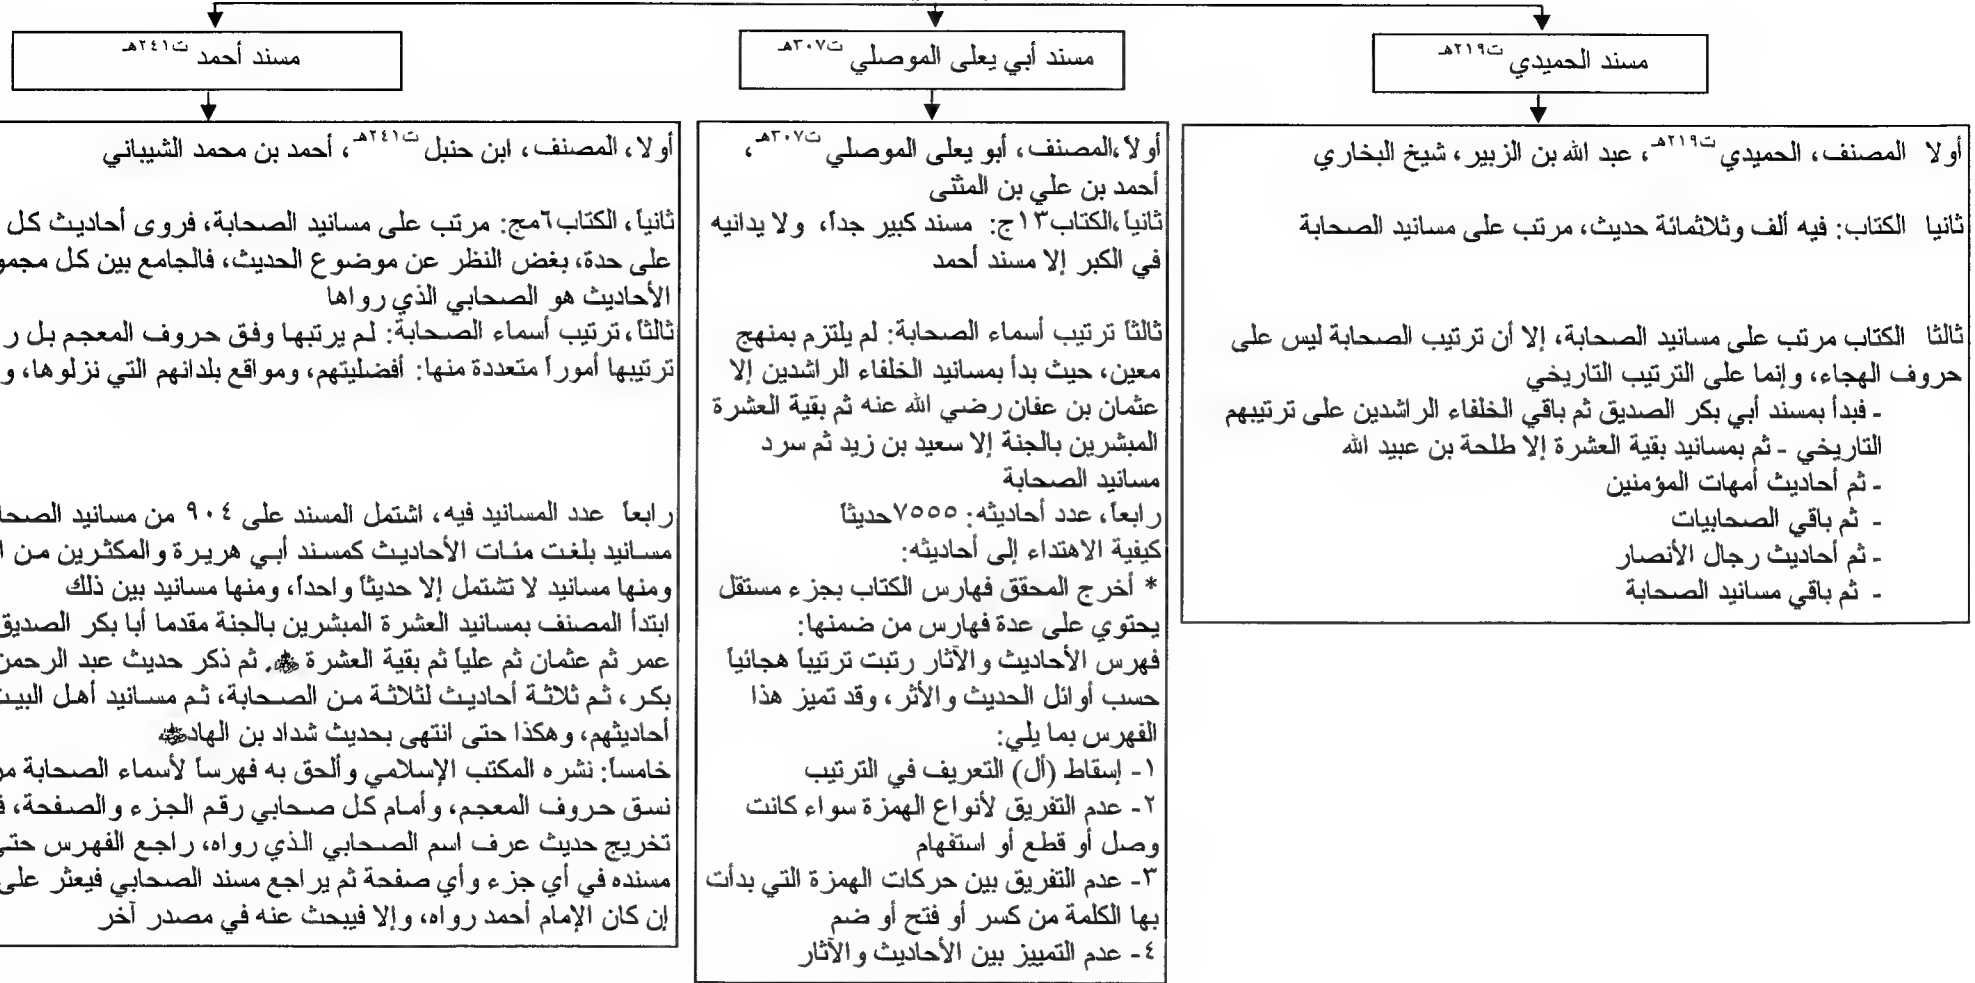 مسند الحميدي ت٢١٩هـ
أولا المصنف، الحميدي ت٢١٩هـ، عبد الله بن الزبير، شيخ البخاري
ثانيا الكتاب: فيه ألف وثلاثمائة حديث، مرتب على مسانيد الصحابة
ثالثا الكتاب مرتب على مسانيد الصحابة، إلا أن ترتيب الصحابة ليس على
حروف الهجاء، وإنما على الترتيب التاريخي
- فبدأ بمسند أبي بكر الصديق ثم باقي الخلفاء الراشدين على ترتيبهم
التاريخي - ثم بمسانيد بقية العشرة إلا طلحة بن عبيد الله
- ثم أحاديث أمهات المؤمنين
- ثم باقي الصحابيات
- ثم أحاديث رجال الأنصار
- ثم باقي مسانيد الصحابة
مسند أبي يعلى الموصلي ت٣٠٧هـ
أولاً،المصنف، أبو يعلى الموصلي ت٣٠٧هـ،
أحمد بن علي بن المثنى
ثانياً،الكتاب١٣ج: مسند كبير جداً، ولا يدانيه
في الكبر إلا مسند أحمد
ثالثاً ترتيب أسماء الصحابة: لم يلتزم بمنهج
معين، حيث بدأ بمسانيد الخلفاء الراشدين إلا
عثمان بن عفان رضي الله عنه ثم بقية العشرة
المبشرين بالجنة إلا سعيد بن زيد ثم سرد
مسانيد الصحابة
رابعاً، عدد أحاديثه: ٧٥٥٥حديثاً
كيفية الاهتداء إلى أحاديثه:
* أخرج المحقق فهارس الكتاب بجزء مستقل
يحتوي على عدة فهارس من ضمنها:
فهرس الأحاديث والآثار رتبت ترتيباً هجائياً
حسب أوائل الحديث والأثر، وقد تميز هذا
الفهرس بما يلي:
١- إسقاط (أل) التعريف في الترتيب
٢- عدم التفريق لأنواع الهمزة سواء كانت
وصل أو قطع أو استفهام
٣- عدم التفريق بين حركات الهمزة التي بدأت
بها الكلمة من كسر أو فتح أو ضم
٤- عدم التمييز بين الأحاديث والآثار
مسند أحمد ت٢٤١هـ
أولا، المصنف، ابن حنبل ت٢٤١هـ، أحمد بن محمد الشيباني
ثانياً، الكتاب٦مج: مرتب على مسانيد الصحابة، فروى أحاديث كل
على حدة، بغض النظر عن موضوع الحديث، فالجامع بين كل
الأحاديث هو الصحابي الذي رواها
ثالثاً، ترتيب أسماء الصحابة: لم يرتبها وفق حروف المعجم بل
ترتيبها أموراً متعددة منها: أفضليتهم، ومواقع بلدانهم التي نزلوها،
رابعاً عدد المسانيد فيه، اشتمل المسند على ٩٠٤ من مسانيد
مسانيد بلغت مئات الأحاديث كمسند أبي هريرة والمكثرين من
ومنها مسانيد لا تشتمل إلا حديثاً واحداً، ومنها مسانيد بين ذلك
ابتدأ المصنف بمسانيد العشرة المبشرين بالجنة مقدما أبا بكر الصديق
عمر ثم عثمان ثم علياً ثم بقية العشرة ﷺ. ثم ذكر حديث عبد الرحمن
بكر، ثم ثلاثة أحاديث لثلاثة من الصحابة، ثم مسانيد أهل البيت
أحاديثهم، وهكذا حتى انتهى بحديث شداد بن الهاد
خامساً: نشره المكتب الإسلامي وألحق به فهرساً لأسماء الصحابة
نسق حروف المعجم، وأمام كل صحابي رقم الجزء والصفحة،
تخريج حديث عرف اسم الصحابي الذي رواه، راجع الفهرس حتى
مسنده في أي جزء وأي صفحة ثم يراجع مسند الصحابي فيعثر على
إن كان الإمام أحمد رواه، وإلا فيبحث عنه في مصدر آخر